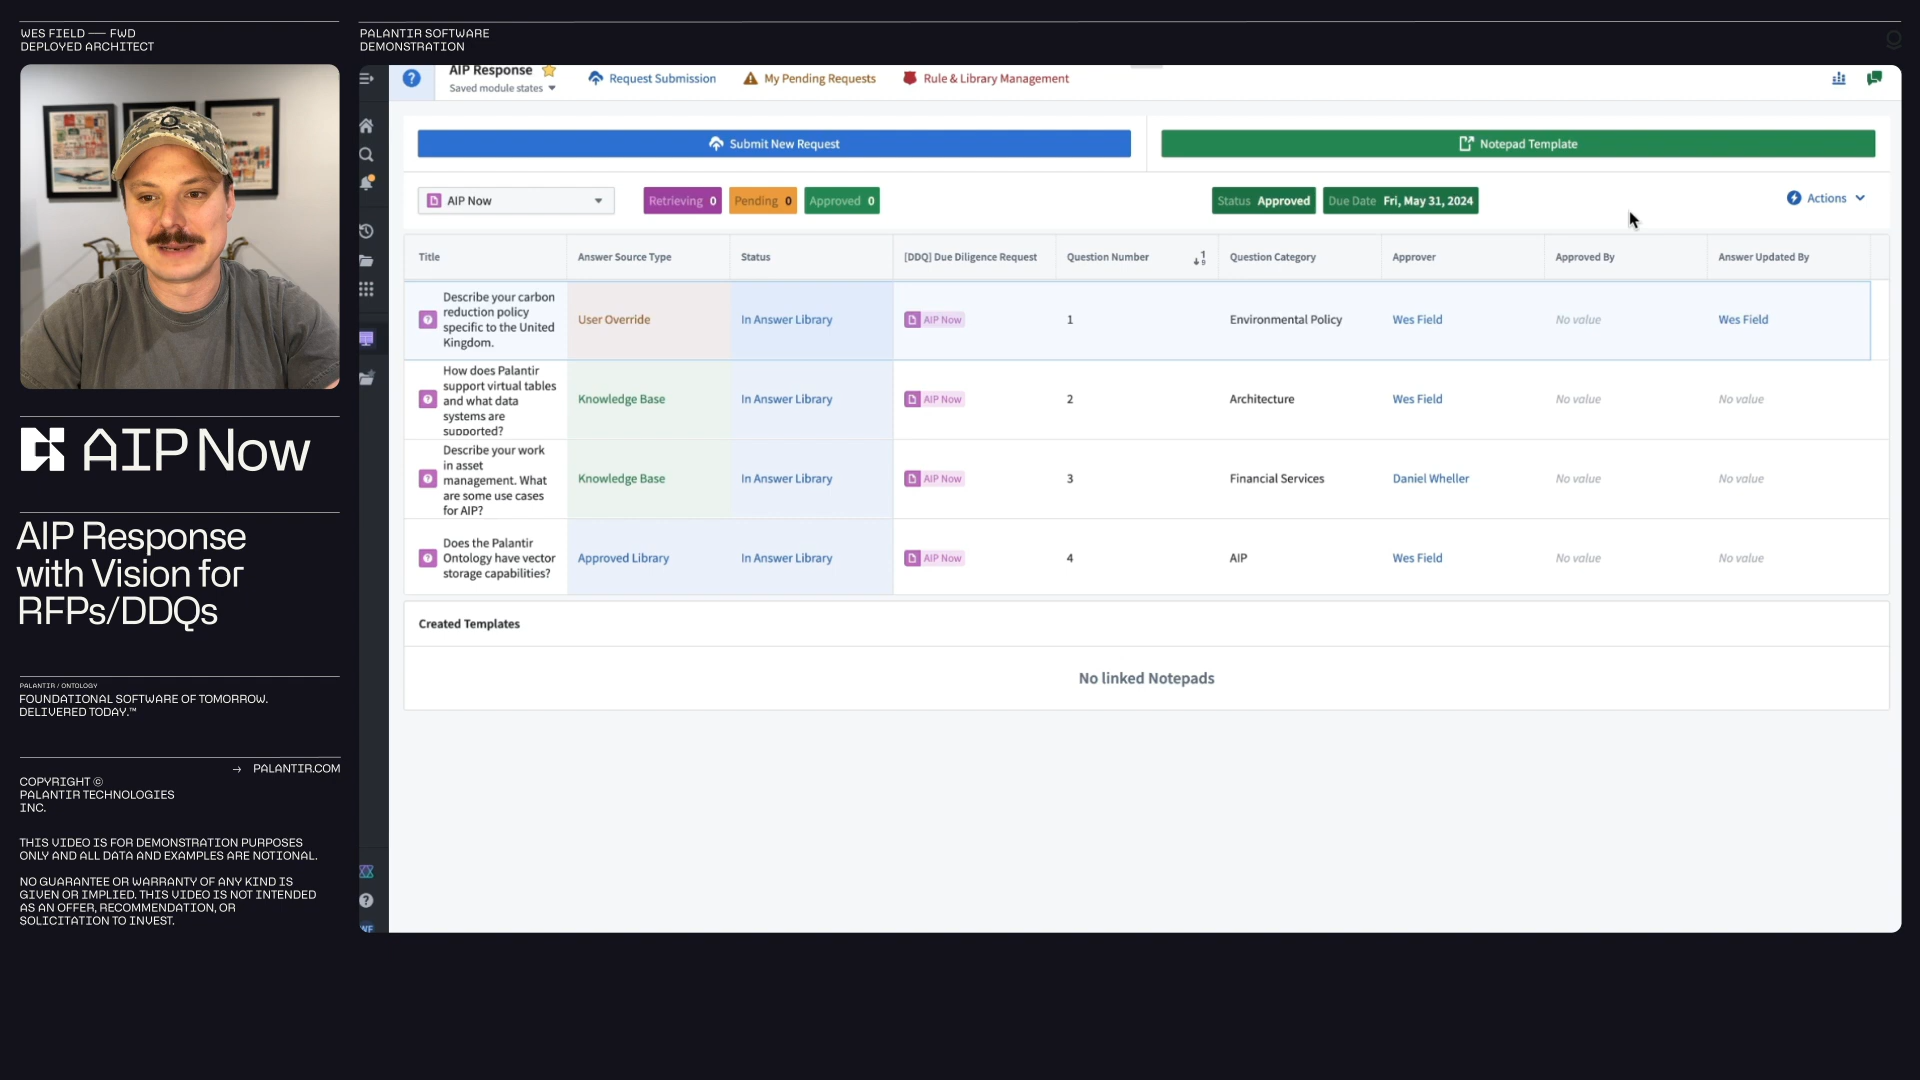 WES FIELD — FWD
DEPLOYED ARCHITECT
PALANTIR SOFTWARE
DEMONSTRATION
AIP Response
Saved module states
Request Submission
My Pending Requests
Rule & Library Management
Submit New Request
Notepad Template
AIP Now
Retrieving 0
Pending 0
Approved 0
Status Approved
Due Date Fri, May 31, 2024
Actions
Title
Answer Source Type
Status
[DDQ] Due Diligence Request
Question Number
Question Category
Approver
Approved By
Answer Updated By
Describe your carbon
reduction policy
specific to the United
Kingdom.
User Override
In Answer Library
AIP Now
1
Environmental Policy
Wes Field
No value
Wes Field
How does Palantir
support virtual tables
and what data
systems are
supported?
Knowledge Base
In Answer Library
AIP Now
2
Architecture
Wes Field
No value
No value
Describe your work
in asset
management. What
are some use cases
for AIP?
Knowledge Base
In Answer Library
AIP Now
3
Financial Services
Daniel Wheller
No value
No value
Does the Palantir
Ontology have vector
storage capabilities?
Approved Library
In Answer Library
AIP Now
4
AIP
Wes Field
No value
No value
Created Templates
No linked Notepads
WF
AIP Now
AIP Response
with Vision for
RFPs/DDQs
PALANTIR / ONTOLOGY
FOUNDATIONAL SOFTWARE OF TOMORROW.
DELIVERED TODAY.™
→ PALANTIR.COM
COPYRIGHT ©
PALANTIR TECHNOLOGIES
INC.
THIS VIDEO IS FOR DEMONSTRATION PURPOSES
ONLY AND ALL DATA AND EXAMPLES ARE NOTIONAL.
NO GUARANTEE OR WARRANTY OF ANY KIND IS
GIVEN OR IMPLIED. THIS VIDEO IS NOT INTENDED
AS AN OFFER, RECOMMENDATION, OR
SOLICITATION TO INVEST.